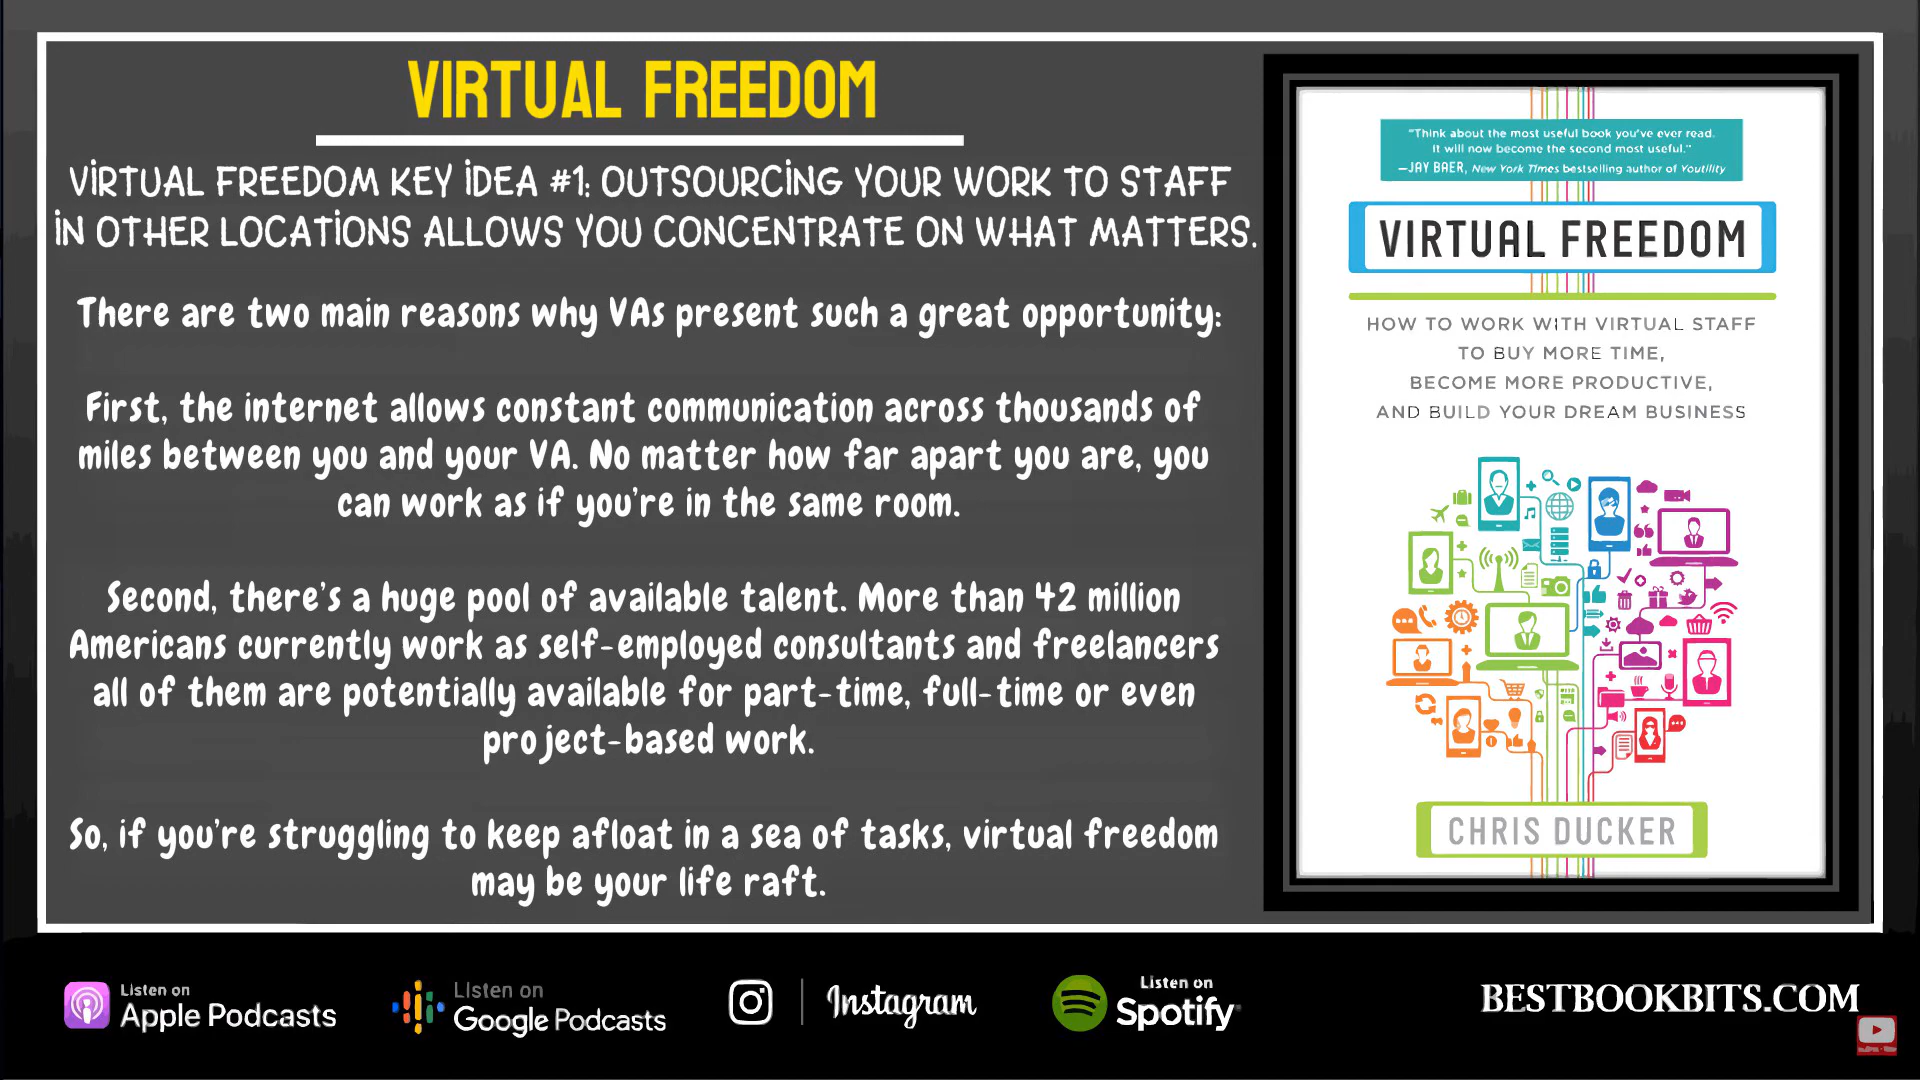 VIRTUAL FREEDOM
VIRTUAL FREEDOM KEY IDEA #1: OUTSOURCING YOUR WORK TO STAFF
IN OTHER LOCATIONS ALLOWS YOU CONCENTRATE ON WHAT MATTERS.
There are two main reasons why VAs present such a great opportunity:
First, the internet allows constant communication across thousands of
miles between you and your VA. No matter how far apart you are, you
can work as if you're in the same room.
Second, there's a huge pool of available talent. More than 42 million
Americans currently work as self-employed consultants and freelancers
all of them are potentially available for part-time, full-time or even
project-based work.
So, if you're struggling to keep afloat in a sea of tasks, virtual freedom
may be your life raft.
"Think about the most useful book you've ever read.
It will now become the second most useful."
—JAY BAER, New York Times bestselling author of Youtility
VIRTUAL FREEDOM
HOW TO WORK WITH VIRTUAL STAFF
TO BUY MORE TIME,
BECOME MORE PRODUCTIVE,
AND BUILD YOUR DREAM BUSINESS
CHRIS DUCKER
Listen on
Apple Podcasts
Listen on
Google Podcasts
Instagram
Listen on
Spotify
BESTBOOKBITS.COM